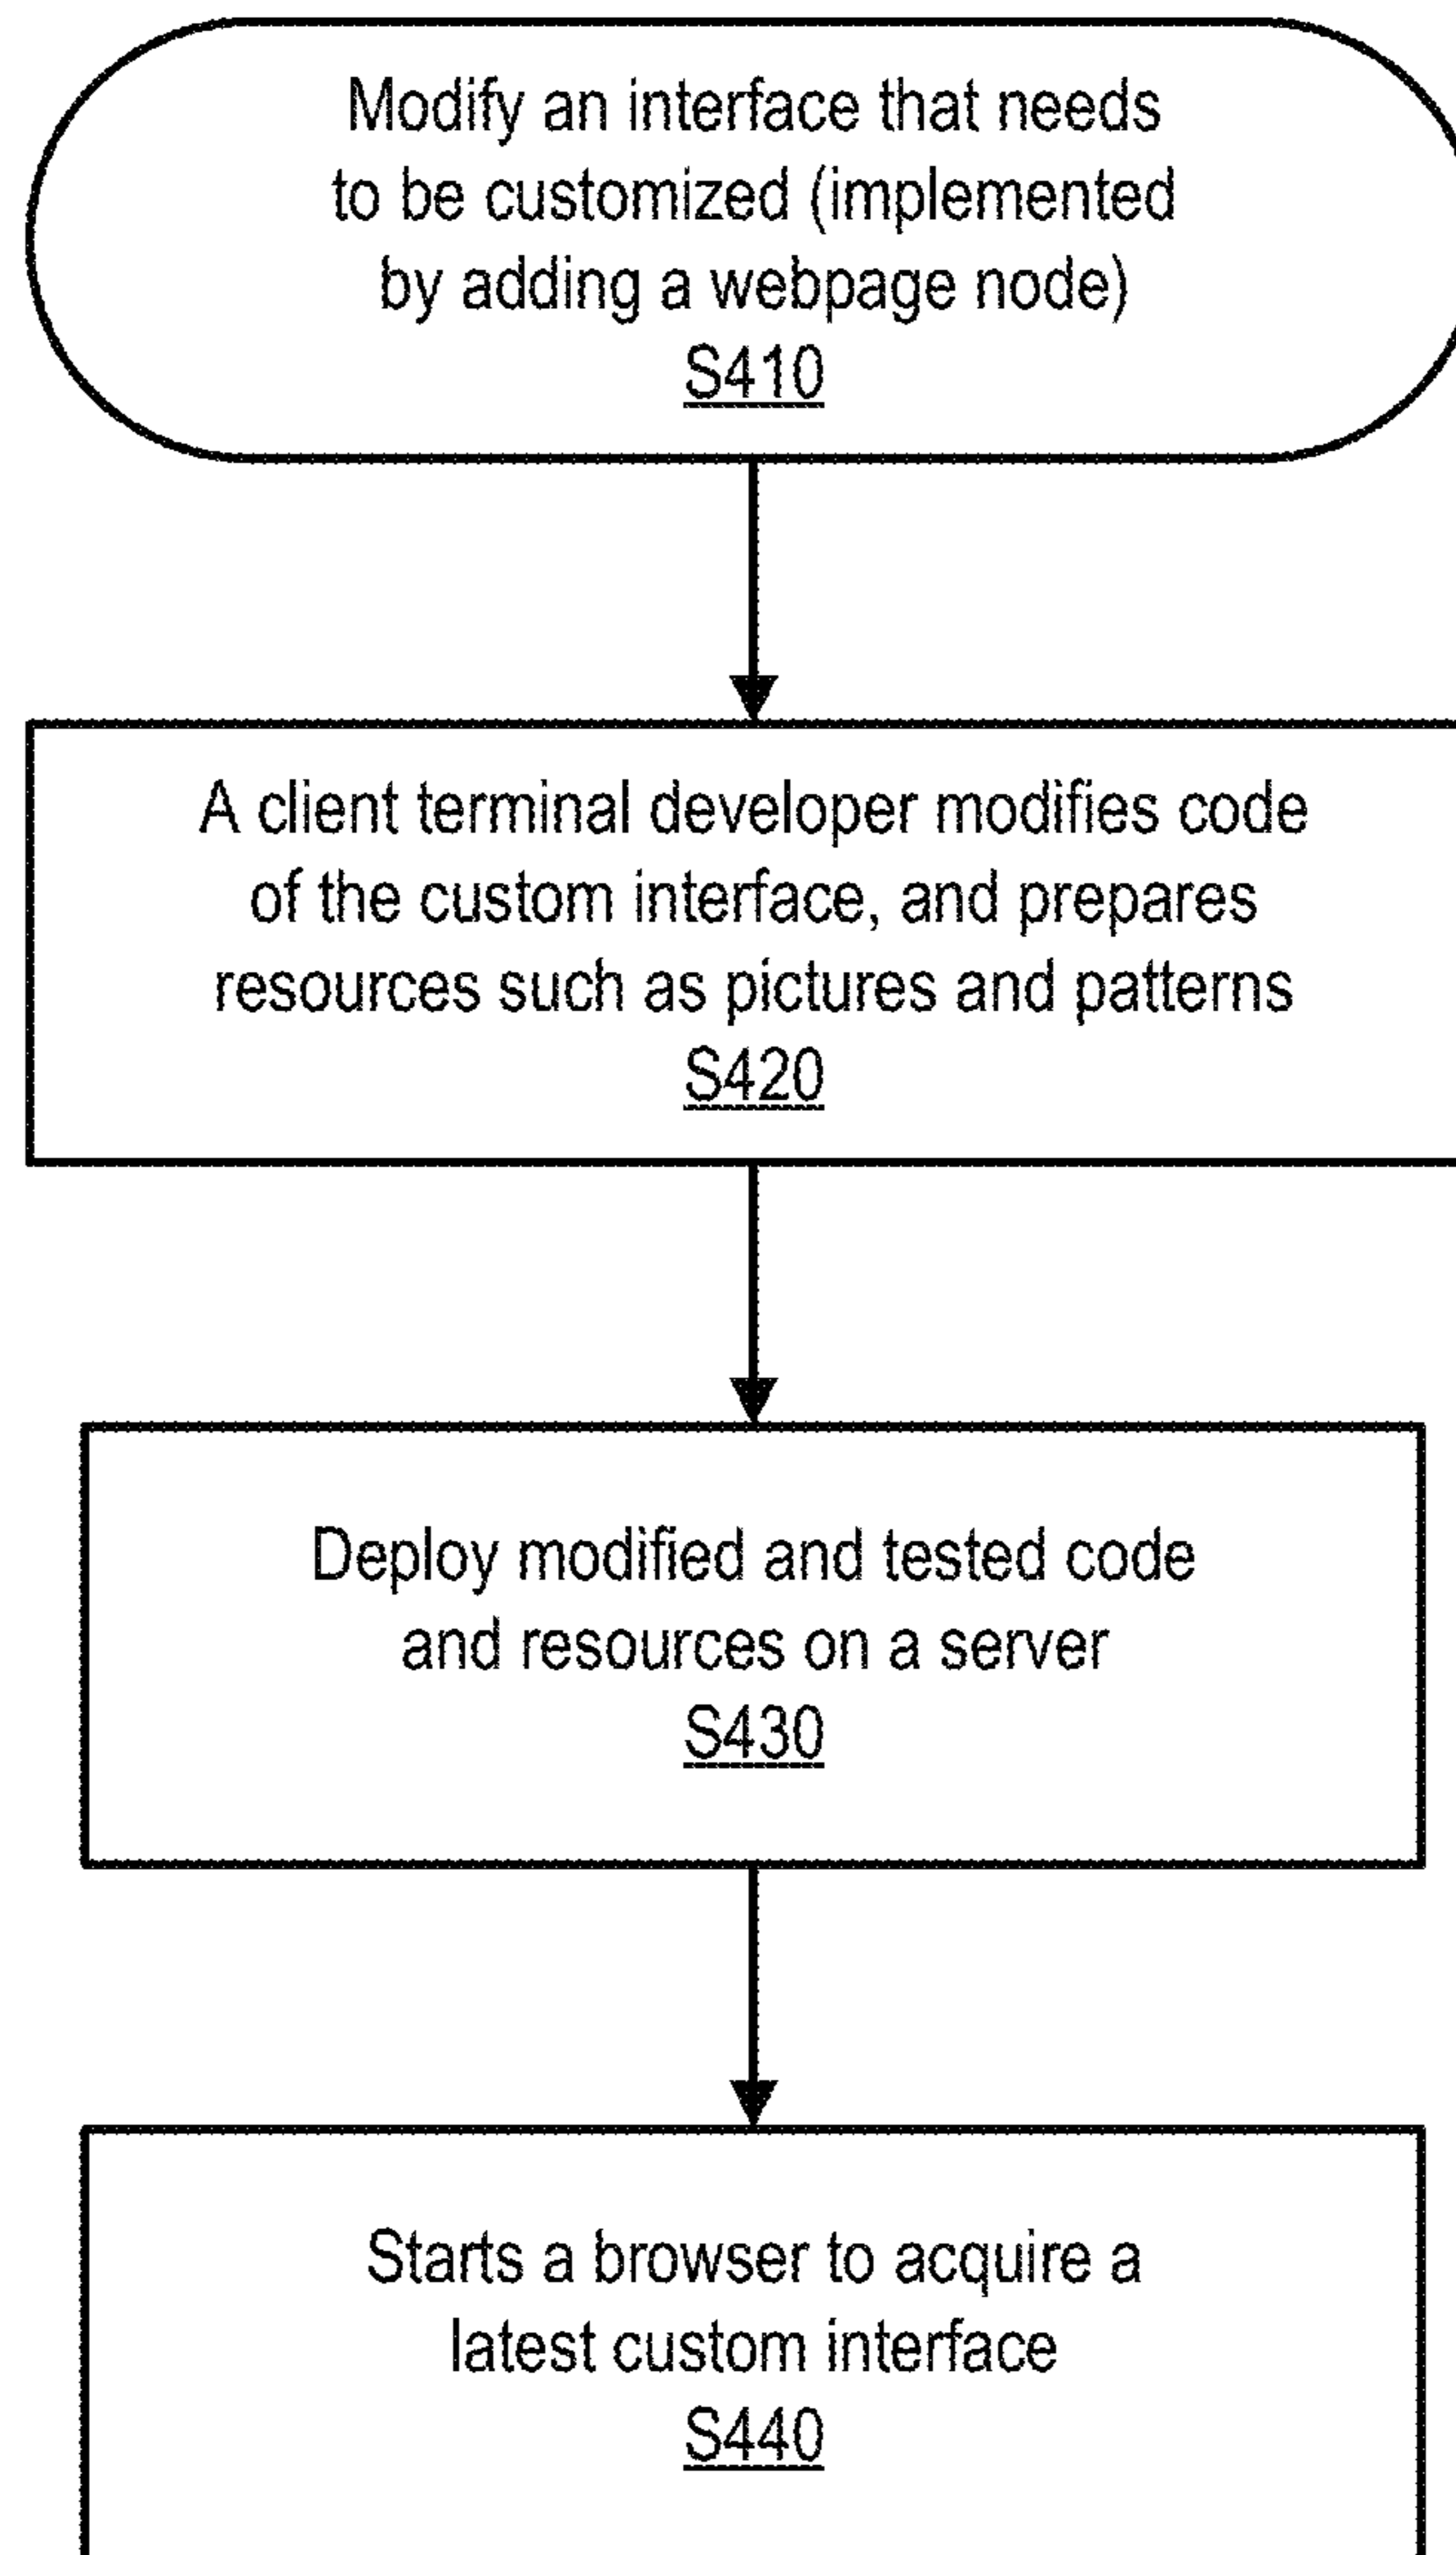 Modify an interface that needs
to be customized (implemented
by adding a webpage node)
S410
A client terminal developer modifies code
of the custom interface, and prepares
resources such as pictures and patterns
S420
Deploy modified and tested code
and resources on a server
S430
Starts a browser to acquire a
latest custom interface
S440